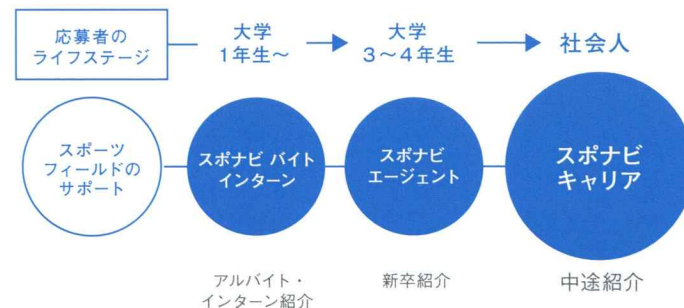 応募者の
ライフステージ
大学
1年生～
大学
3～4年生
社会人
スポーツ
フィールドの
サポート
スポナビ バイト
インターン
スポナビ
エージェント
スポナビ
キャリア
アルバイト・
インターン紹介
新卒紹介
中途紹介